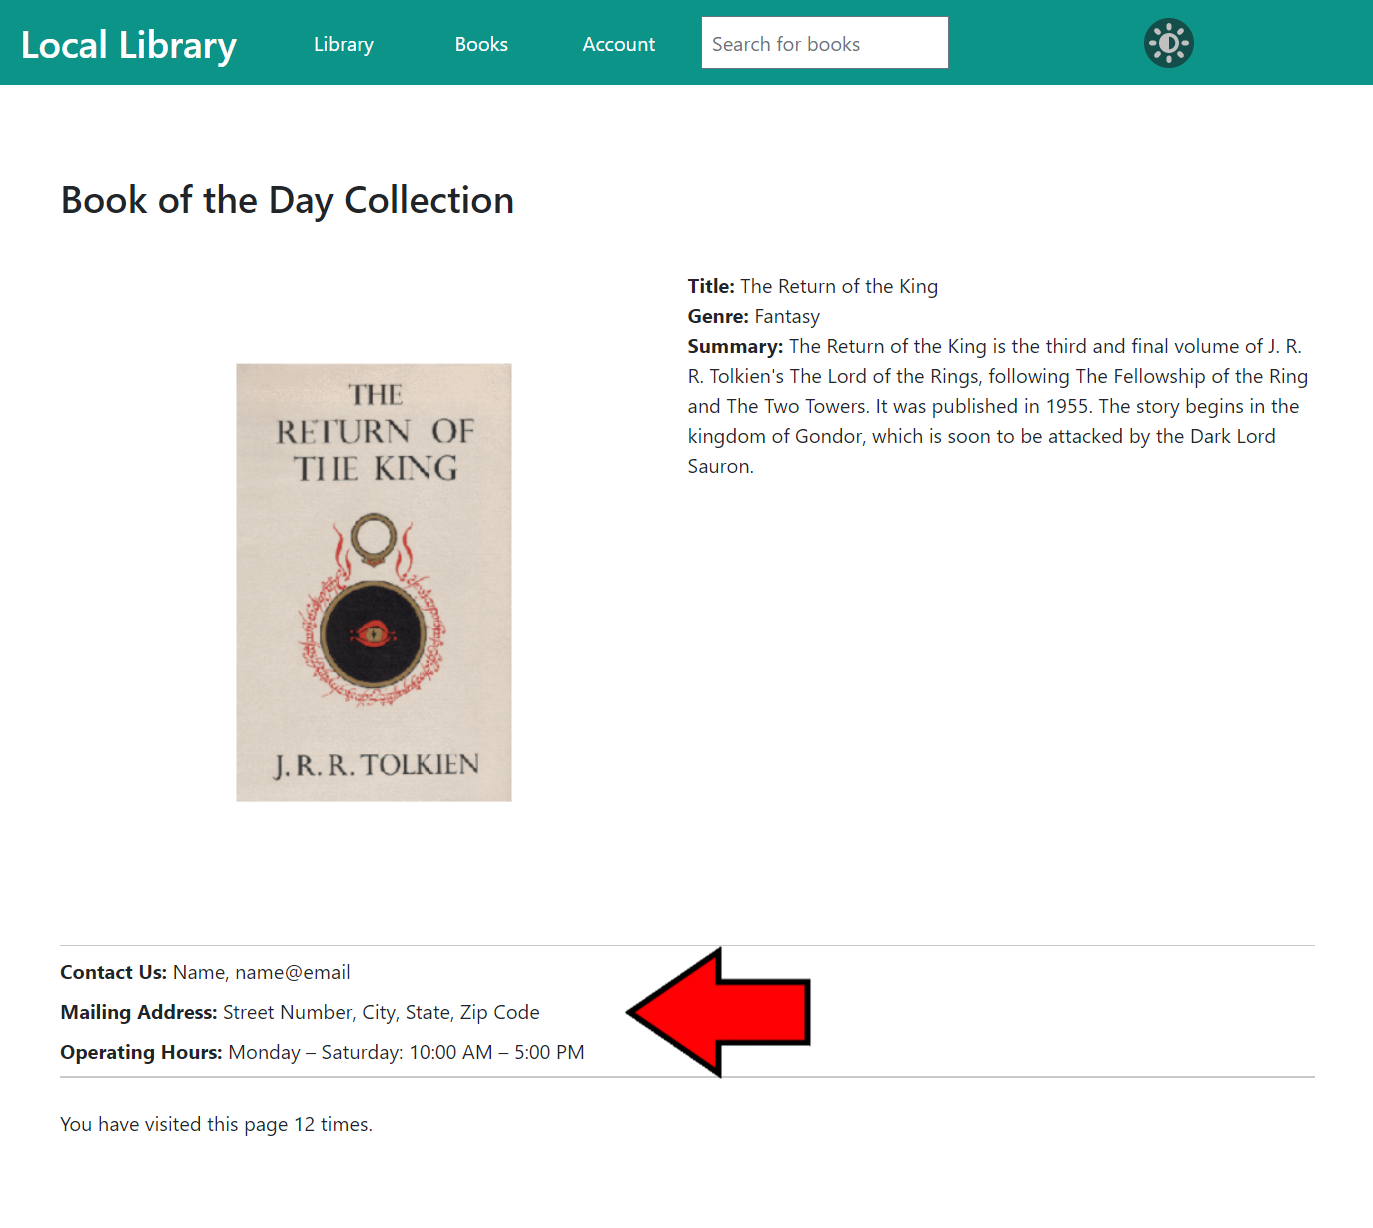 Local Library
Library
Books
Account
Search for books
Book of the Day Collection
Title: The Return of the King
Genre: Fantasy
Summary: The Return of the King is the third and final volume of J. R.
R. Tolkien's The Lord of the Rings, following The Fellowship of the Ring
and The Two Towers. It was published in 1955. The story begins in the
kingdom of Gondor, which is soon to be attacked by the Dark Lord
Sauron.
THE
RETURN OF
THE KING
J. R. R. TOLKIEN
Contact Us: Name, name@email
Mailing Address: Street Number, City, State, Zip Code
Operating Hours: Monday – Saturday: 10:00 AM – 5:00 PM
You have visited this page 12 times.